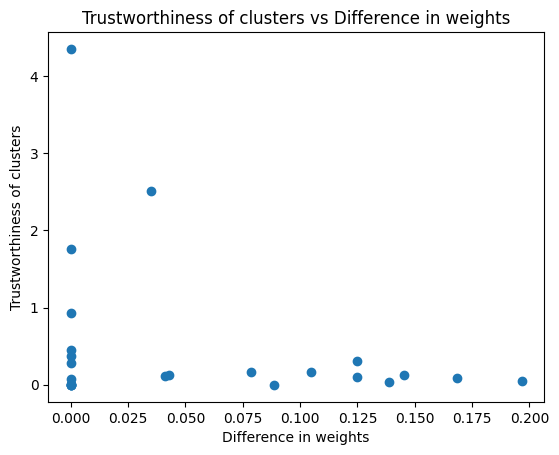 Trustworthiness of clusters vs Difference in weights
Trustworthiness of clusters
4
3
2
1
0
0.000 0.025 0.050 0.075 0.100 0.125 0.150 0.175 0.200
Difference in weights